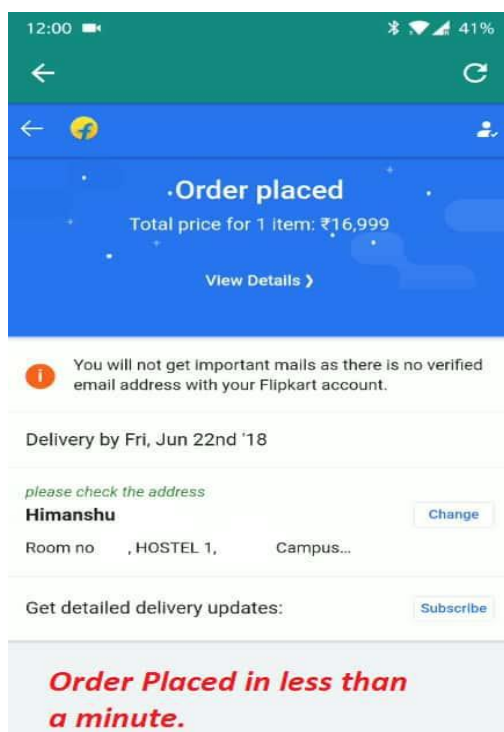 12:00 41%
Order placed
Total price for 1 item: ₹16,999
View Details ❯
You will not get important mails as there is no verified
email address with your Flipkart account.
Delivery by Fri, Jun 22nd '18
please check the address
Himanshu
Change
Room no , HOSTEL 1, Campus...
Get detailed delivery updates:
Subscribe
Order Placed in less than
a minute.